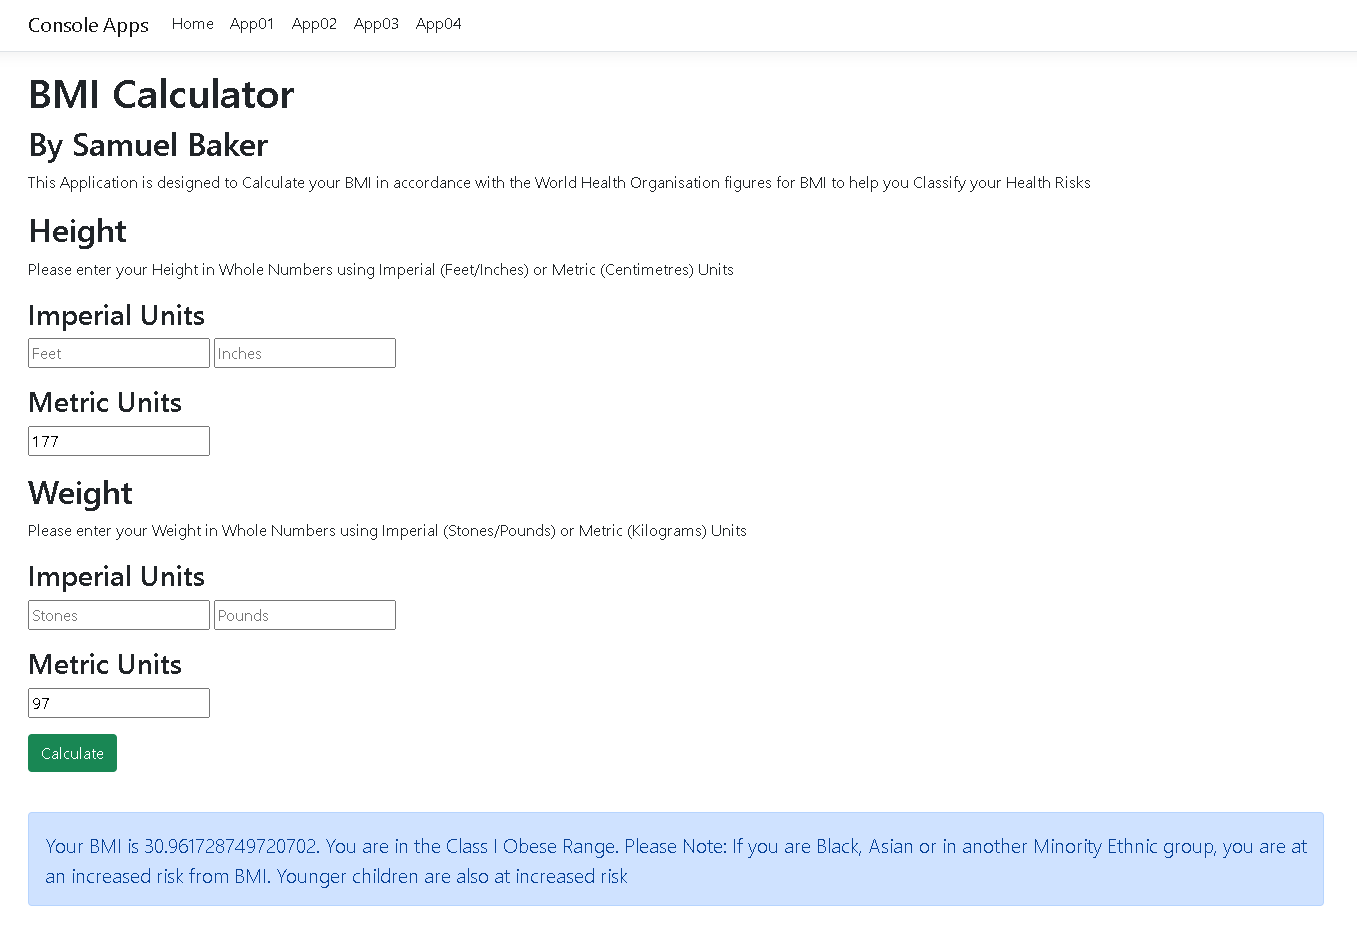 Console Apps Home App01 App02 App03 App04
BMI Calculator
By Samuel Baker
This Application is designed to Calculate your BMI in accordance with the World Health Organisation figures for BMI to help you Classify your Health Risks
Height
Please enter your Height in Whole Numbers using Imperial (Feet/Inches) or Metric (Centimetres) Units
Imperial Units
Feet Inches
Metric Units
177
Weight
Please enter your Weight in Whole Numbers using Imperial (Stones/Pounds) or Metric (Kilograms) Units
Imperial Units
Stones Pounds
Metric Units
97
Calculate
Your BMI is 30.961728749720702. You are in the Class I Obese Range. Please Note: If you are Black, Asian or in another Minority Ethnic group, you are at
an increased risk from BMI. Younger children are also at increased risk